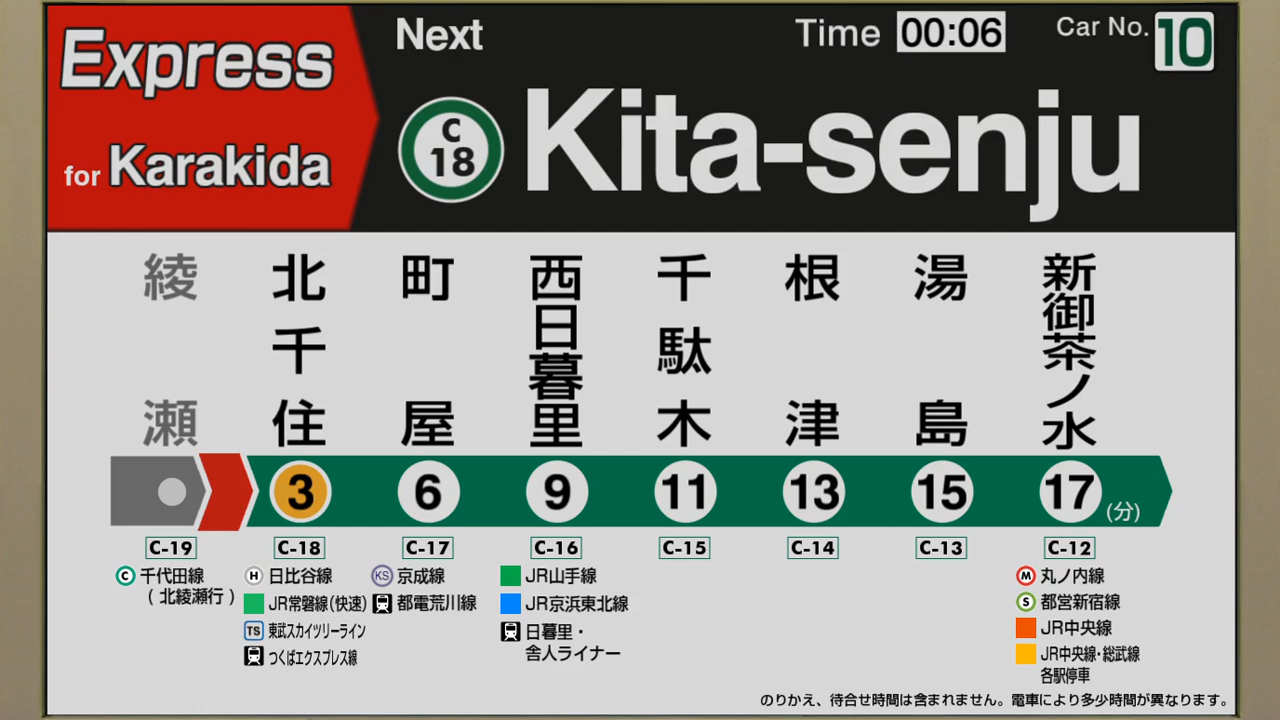 Express
for Karakida
Next
Time 00:06
Car No. 10
C
18
Kita-senju
綾瀬
北千住
町屋
西日暮里
千駄木
根津
湯島
新御茶ノ水
3 6 9 11 13 15 17 (分)
C-19 C-18 C-17 C-16 C-15 C-14 C-13 C-12
C 千代田線
(北綾瀬行)
H 日比谷線
JR常磐線(快速)
TS 東武スカイツリーライン
つくばエクスプレス線
KS 京成線
都電荒川線
JR山手線
JR京浜東北線
日暮里・
舎人ライナー
M 丸ノ内線
S 都営新宿線
JR中央線
JR中央線・総武線
各駅停車
のりかえ、待合せ時間は含まれません。電車により多少時間が異なります。